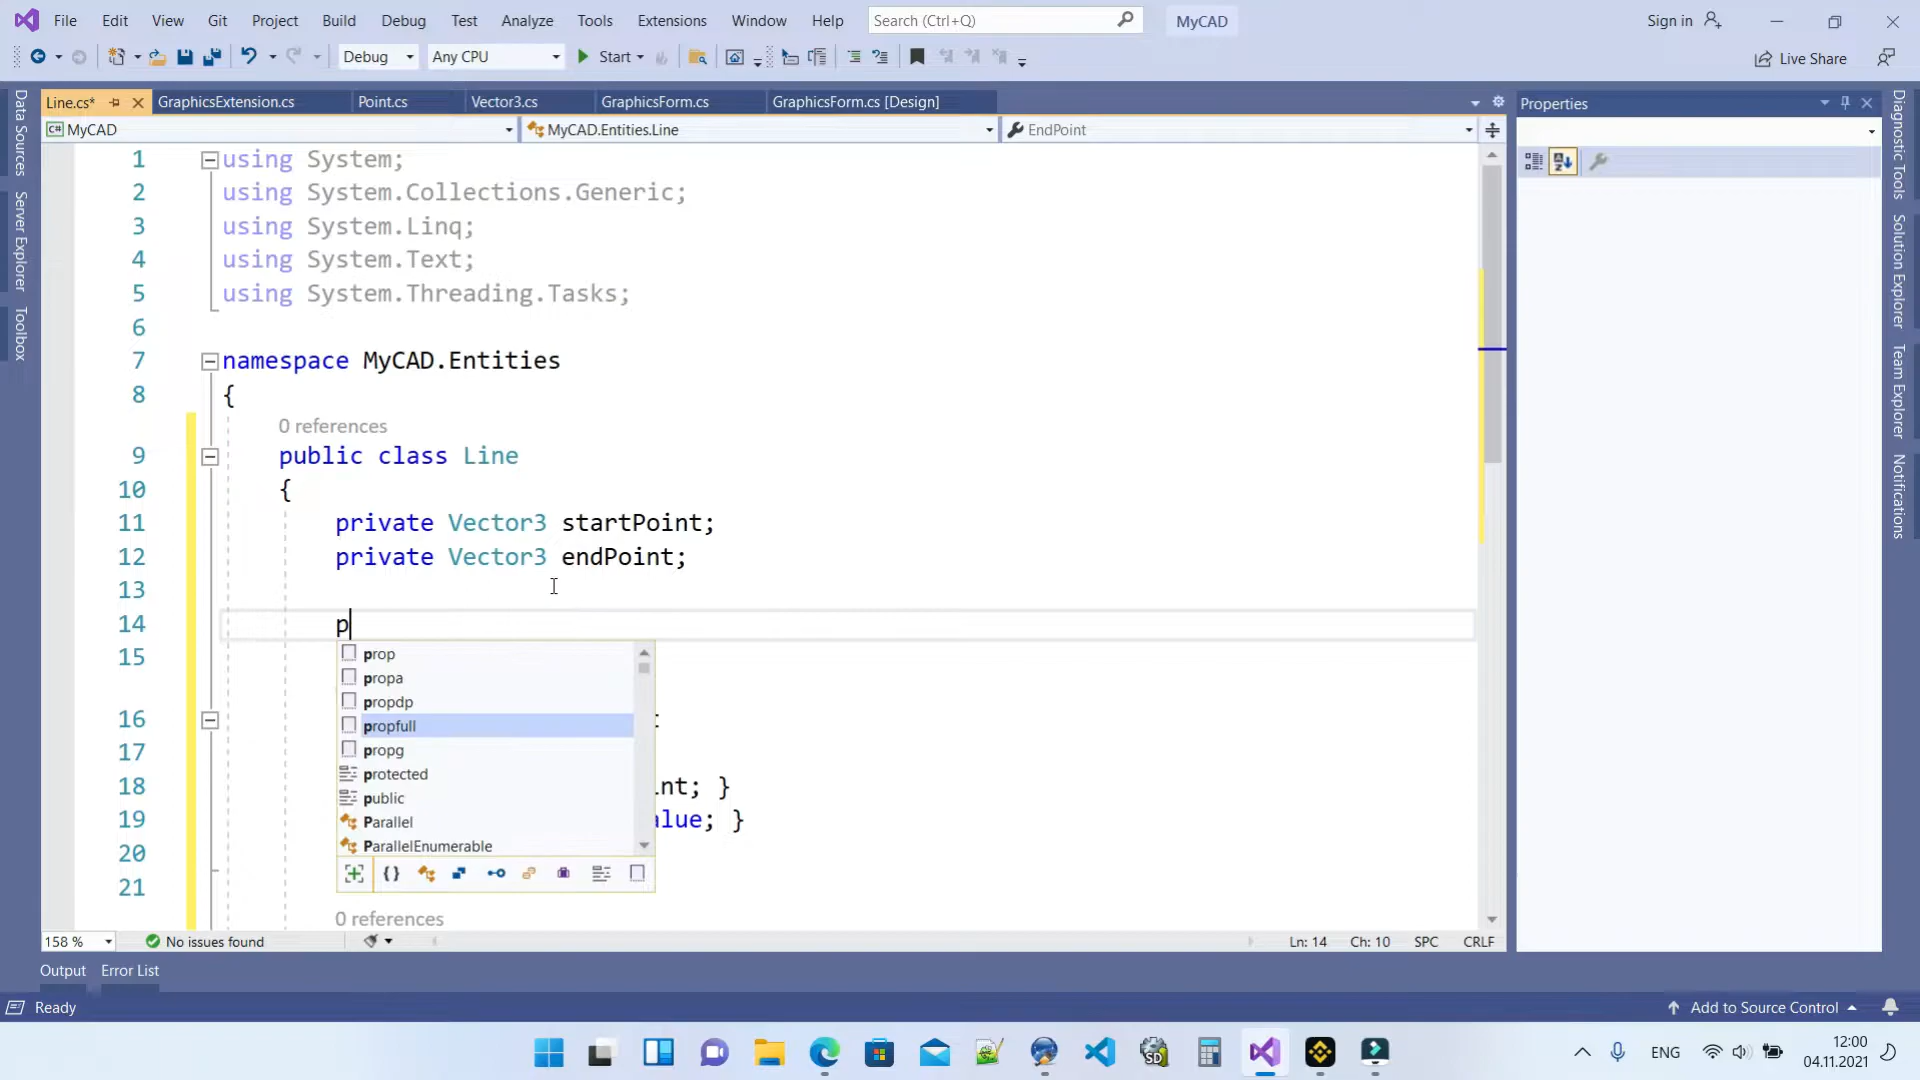 File Edit View Git Project Build Debug Test Analyze Tools Extensions Window Help Search (Ctrl+Q) MyCAD Sign in
Debug Any CPU Start Live Share
Line.cs* GraphicsExtension.cs Point.cs Vector3.cs GraphicsForm.cs GraphicsForm.cs [Design] Properties
C# MyCAD MyCAD.Entities.Line EndPoint
Data Sources
Server Explorer
Toolbox
1 using System;
2 using System.Collections.Generic;
3 using System.Linq;
4 using System.Text;
5 using System.Threading.Tasks;
6
7 namespace MyCAD.Entities
8 {
0 references
9 public class Line
10 {
11 private Vector3 startPoint;
12 private Vector3 endPoint;
13
14 p
15
16
17
18 nt; }
19 alue; }
20
21
prop
propa
propdp
propfull
propg
protected
public
Parallel
ParallelEnumerable
0 references
158 % No issues found Ln: 14 Ch: 10 SPC CRLF
Diagnostic Tools
Solution Explorer
Team Explorer
Notifications
Output Error List
Ready Add to Source Control
SD ENG 12:00
04.11.2021